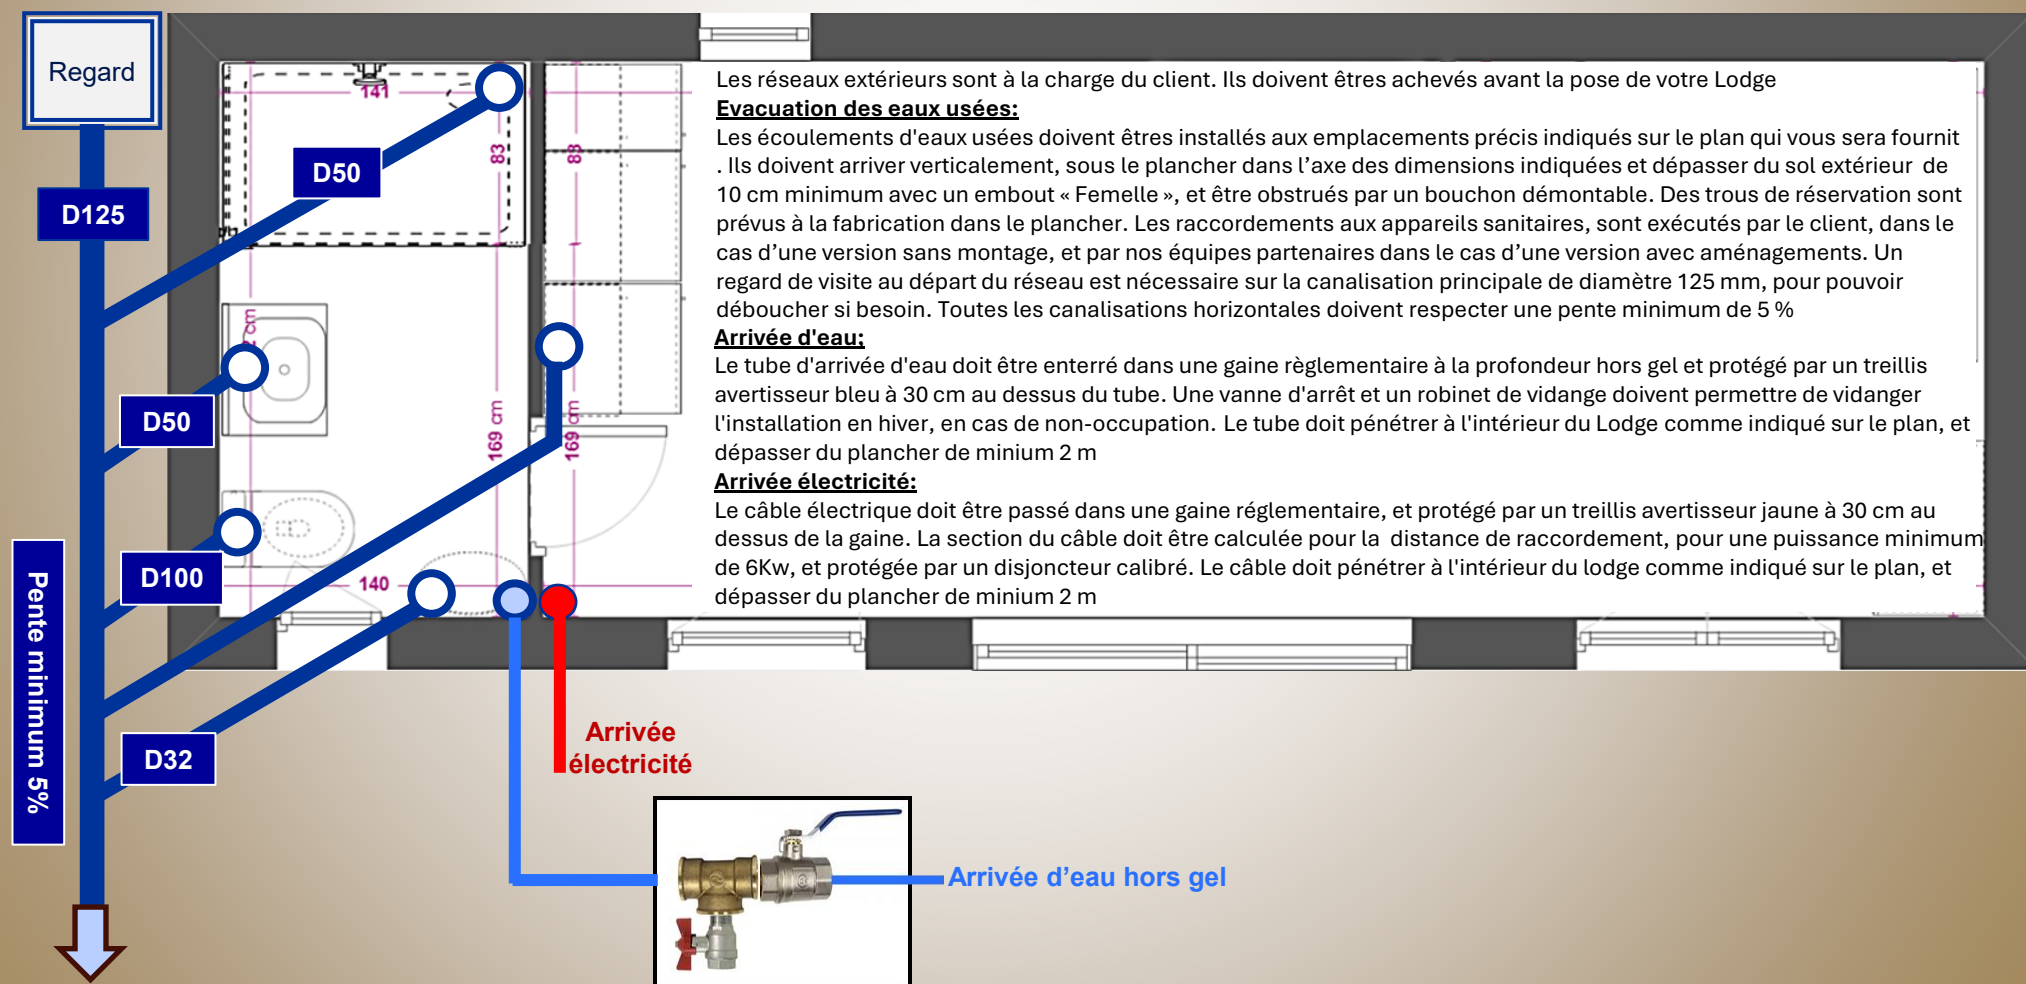 Regard
D125
D50
D50
D100
D32
Pente minimum 5%
141
83
88
2 cm
169 cm
169 cm
140
Les réseaux extérieurs sont à la charge du client. Ils doivent êtres achevés avant la pose de votre Lodge
Evacuation des eaux usées:
Les écoulements d'eaux usées doivent êtres installés aux emplacements précis indiqués sur le plan qui vous sera fournit
. Ils doivent arriver verticalement, sous le plancher dans l’axe des dimensions indiquées et dépasser du sol extérieur de
10 cm minimum avec un embout « Femelle », et être obstrués par un bouchon démontable. Des trous de réservation sont
prévus à la fabrication dans le plancher. Les raccordements aux appareils sanitaires, sont exécutés par le client, dans le
cas d’une version sans montage, et par nos équipes partenaires dans le cas d’une version avec aménagements. Un
regard de visite au départ du réseau est nécessaire sur la canalisation principale de diamètre 125 mm, pour pouvoir
déboucher si besoin. Toutes les canalisations horizontales doivent respecter une pente minimum de 5 %
Arrivée d'eau:
Le tube d'arrivée d'eau doit être enterré dans une gaine règlementaire à la profondeur hors gel et protégé par un treillis
avertisseur bleu à 30 cm au dessus du tube. Une vanne d'arrêt et un robinet de vidange doivent permettre de vidanger
l'installation en hiver, en cas de non-occupation. Le tube doit pénétrer à l'intérieur du Lodge comme indiqué sur le plan, et
dépasser du plancher de minium 2 m
Arrivée électricité:
Le câble électrique doit être passé dans une gaine réglementaire, et protégé par un treillis avertisseur jaune à 30 cm au
dessus de la gaine. La section du câble doit être calculée pour la distance de raccordement, pour une puissance minimum
de 6Kw, et protégée par un disjoncteur calibré. Le câble doit pénétrer à l'intérieur du lodge comme indiqué sur le plan, et
dépasser du plancher de minium 2 m
Arrivée
électricité
Arrivée d’eau hors gel